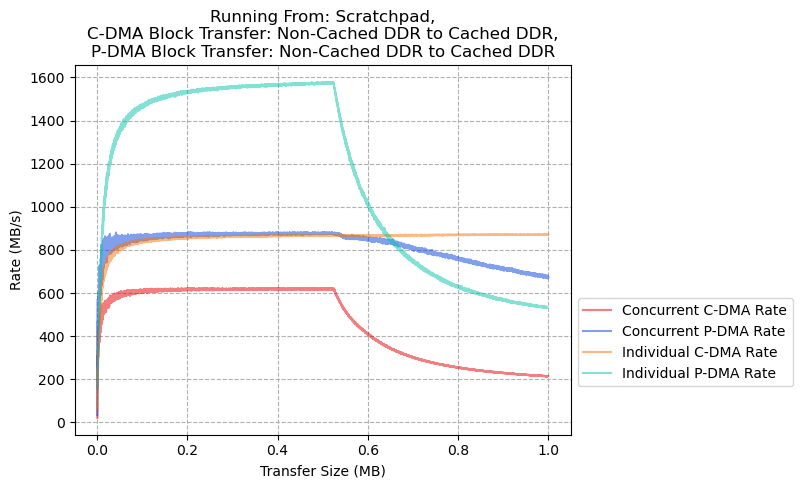 Running From: Scratchpad,
C-DMA Block Transfer: Non-Cached DDR to Cached DDR,
P-DMA Block Transfer: Non-Cached DDR to Cached DDR
1600
1400
1200
1000
800
600
400
200
0
Rate (MB/s)
0.0 0.2 0.4 0.6 0.8 1.0
Transfer Size (MB)
Concurrent C-DMA Rate
Concurrent P-DMA Rate
Individual C-DMA Rate
Individual P-DMA Rate